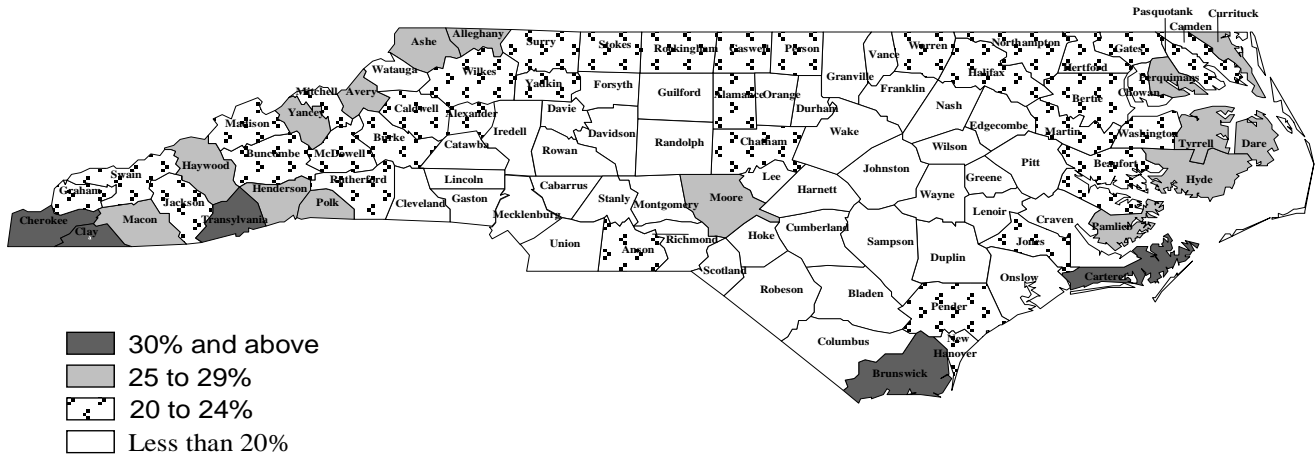 Pasquotank
Camden
Currituck
Ashe
Alleghany
Surry
Stokes
Rockingham
Caswell
Person
Vance
Warren
Northampton
Gates
Hertford
Halifax
Watauga
Wilkes
Yadkin
Forsyth
Guilford
Alamance
Orange
Durham
Granville
Franklin
Nash
Bertie
Chowan
Perquimans
Mitchell
Avery
Yancey
Caldwell
Alexander
Davie
Iredell
Davidson
Edgecombe
Martin
Washington
Tyrrell
Dare
Madison
Burke
Catawba
Rowan
Randolph
Chatham
Wake
Wilson
Pitt
Beaufort
Hyde
Haywood
Buncombe
McDowell
Rutherford
Lincoln
Gaston
Cleveland
Cabarrus
Stanly
Montgomery
Moore
Lee
Harnett
Johnston
Wayne
Greene
Lenoir
Craven
Pamlico
Swain
Graham
Jackson
Henderson
Polk
Transylvania
Cherokee
Macon
Clay
Mecklenburg
Union
Anson
Richmond
Scotland
Hoke
Cumberland
Sampson
Duplin
Jones
Onslow
Carteret
Robeson
Bladen
Pender
New
Hanover
Columbus
Brunswick
30% and above
25 to 29%
20 to 24%
Less than 20%